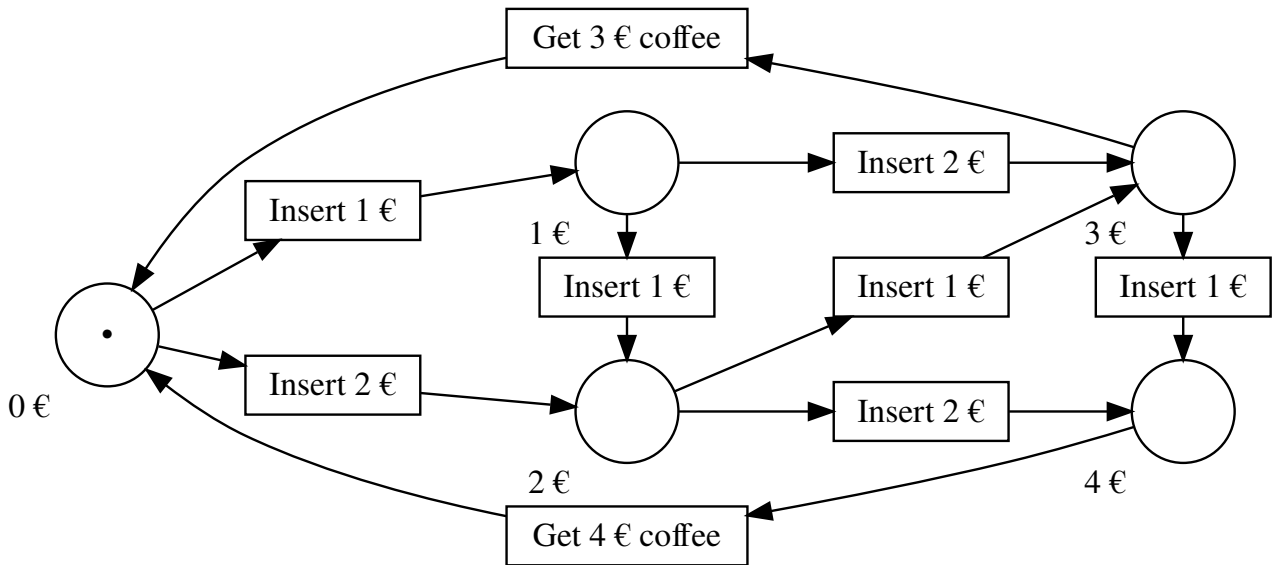 Get 3 € coffee
Insert 2 €
Insert 1 €
1 €
3 €
Insert 1 €
Insert 1 €
Insert 1 €
Insert 2 €
0 €
Insert 2 €
2 €
4 €
Get 4 € coffee